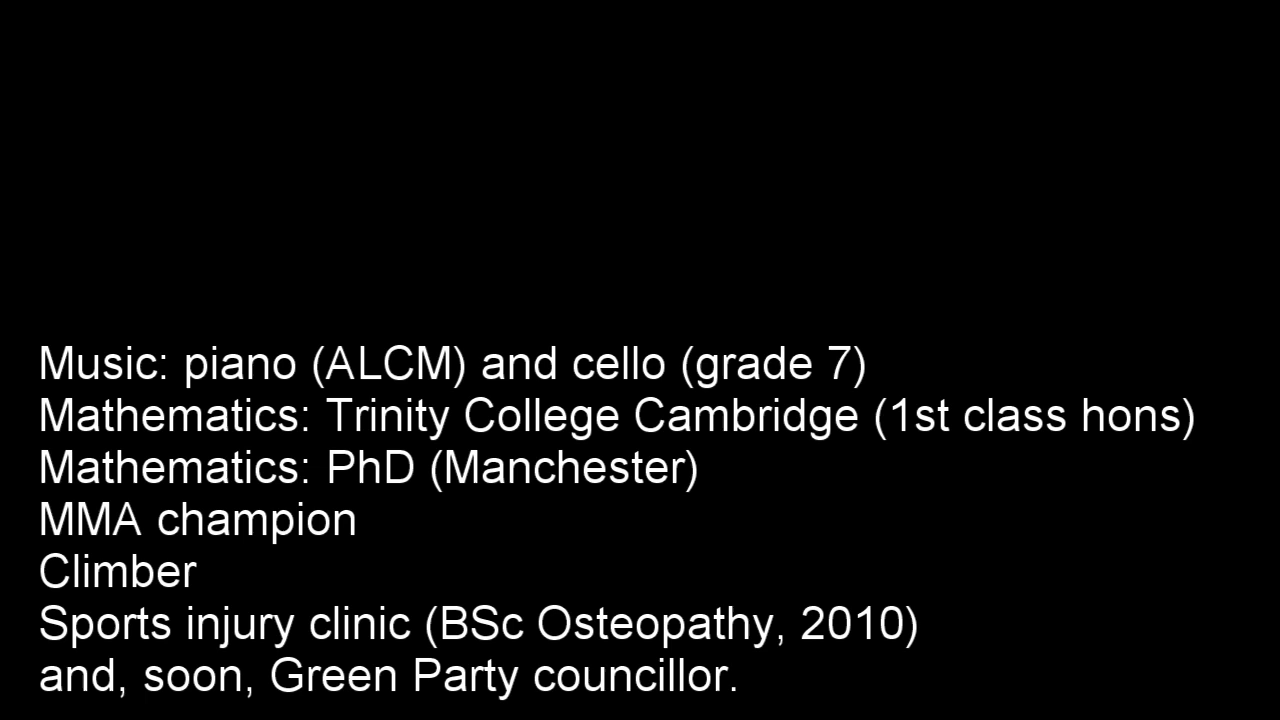 Music: piano (ALCM) and cello (grade 7)
Mathematics: Trinity College Cambridge (1st class hons)
Mathematics: PhD (Manchester)
MMA champion
Climber
Sports injury clinic (BSc Osteopathy, 2010)
and, soon, Green Party councillor.